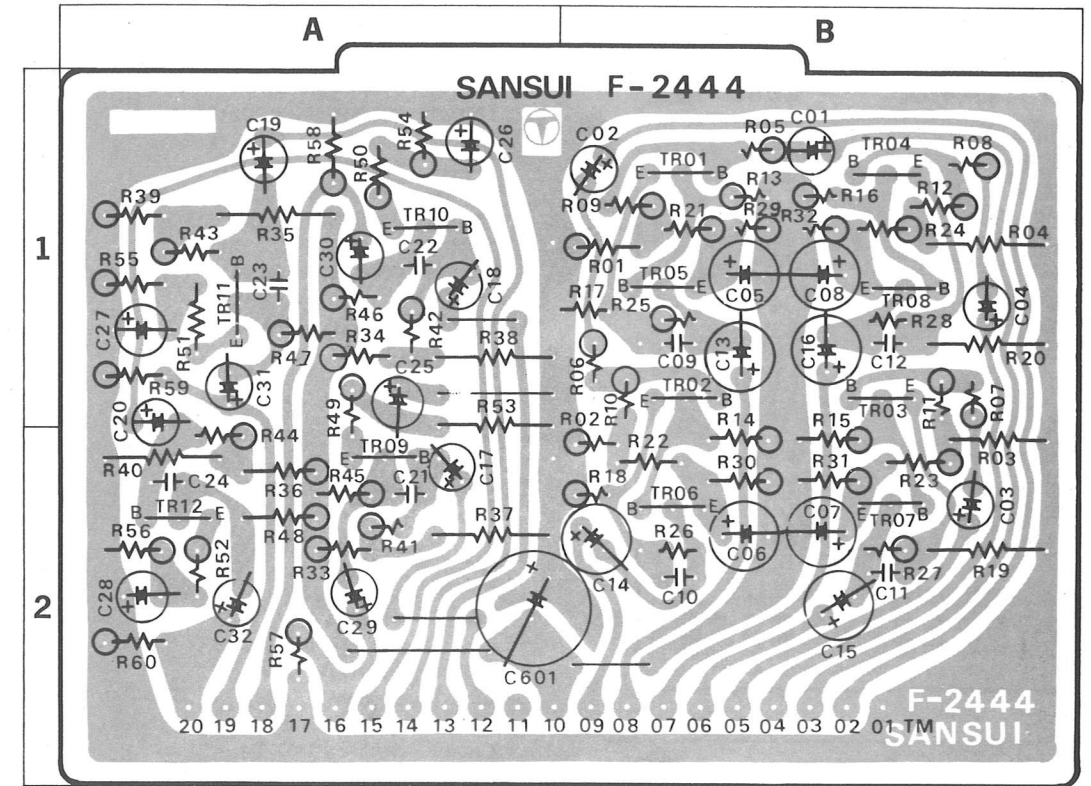 A B
SANSUI F-2444
C19 R58 R54 C26 C02 R05 C01 TR04 R08
R50 E TR01 B B E
R39 R13 R16 R12
R09
R35 E TR10 B R21 R29 R32 R24 R04
1 R43 C30 C22 R01 1
R55 B C23 C18 TR05
TR11 B E C05 C08 B TR08 E C04
R46 R17 R25
C27 R51 R42 R28
E R47 R34 R38 C09 C13 C16 C12 R20
C25 R06
R59 C31 TR02 B E
C20 R49 R10 E B TR03 R11 R07
R53
R44 TR09 R02 R14 R15
R40 E B C17 R22 R03
C24 R36 R45 C21 R18 R30 R31 R23
TR12 TR06 C07 B E C03
B E R48 R37 B E TR07
R56 R41 R26 C06
R52 R33 C14 R27 R19
C28 C10 C11
2 C32 C29 C15
R60 R57 C601
F-2444
20 19 18 17 16 15 14 13 12 11 10 09 08 07 06 05 04 03 02 01 TM
SANSUI